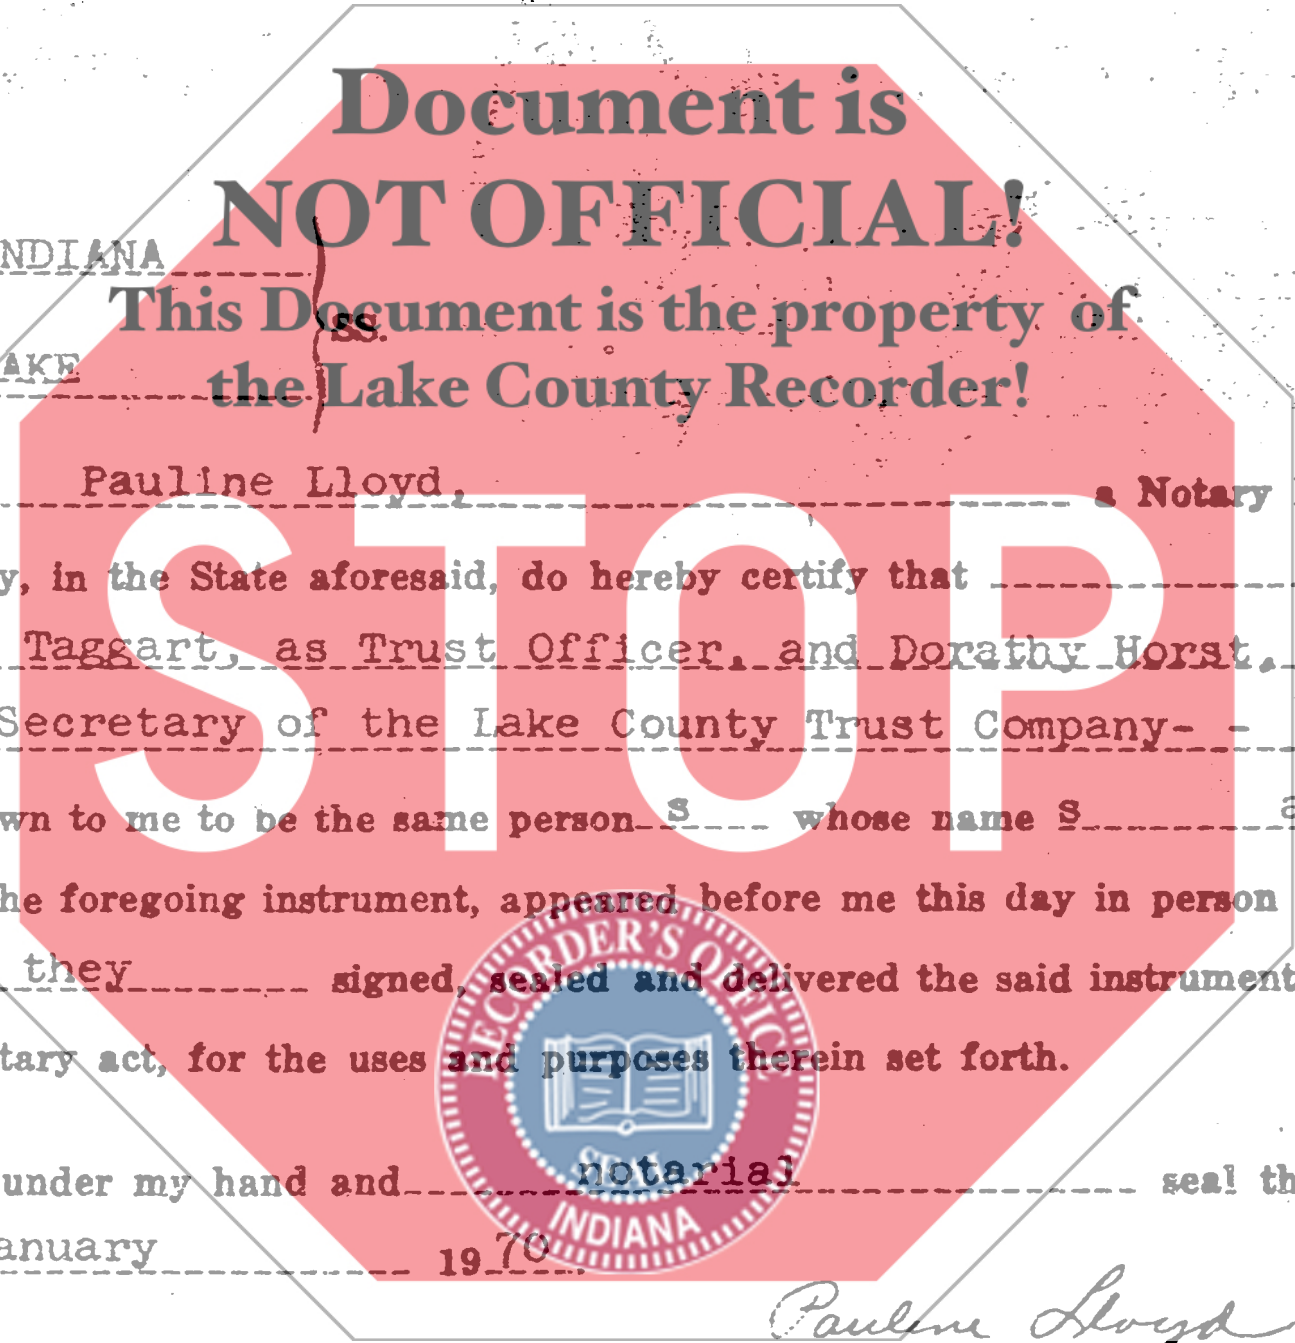 Document is
NOT OFFICIAL!
NDIANA
This Document is the property of
SS.
AKE
the Lake County Recorder!
Pauline Lloyd, a Notary
STOP
y, in the State aforesaid, do hereby certify that
Taggart, as Trust Officer, and Dorathy Horst,
Secretary of the Lake County Trust Company- -
wn to me to be the same person s whose name s a
he foregoing instrument, appeared before me this day in person
they signed, sealed and delivered the said instrument
tary act, for the uses and purposes therein set forth.
RECORDER'S OFFICE
SEAL
INDIANA
under my hand and notarial seal th
anuary 1970
Pauline Lloyd